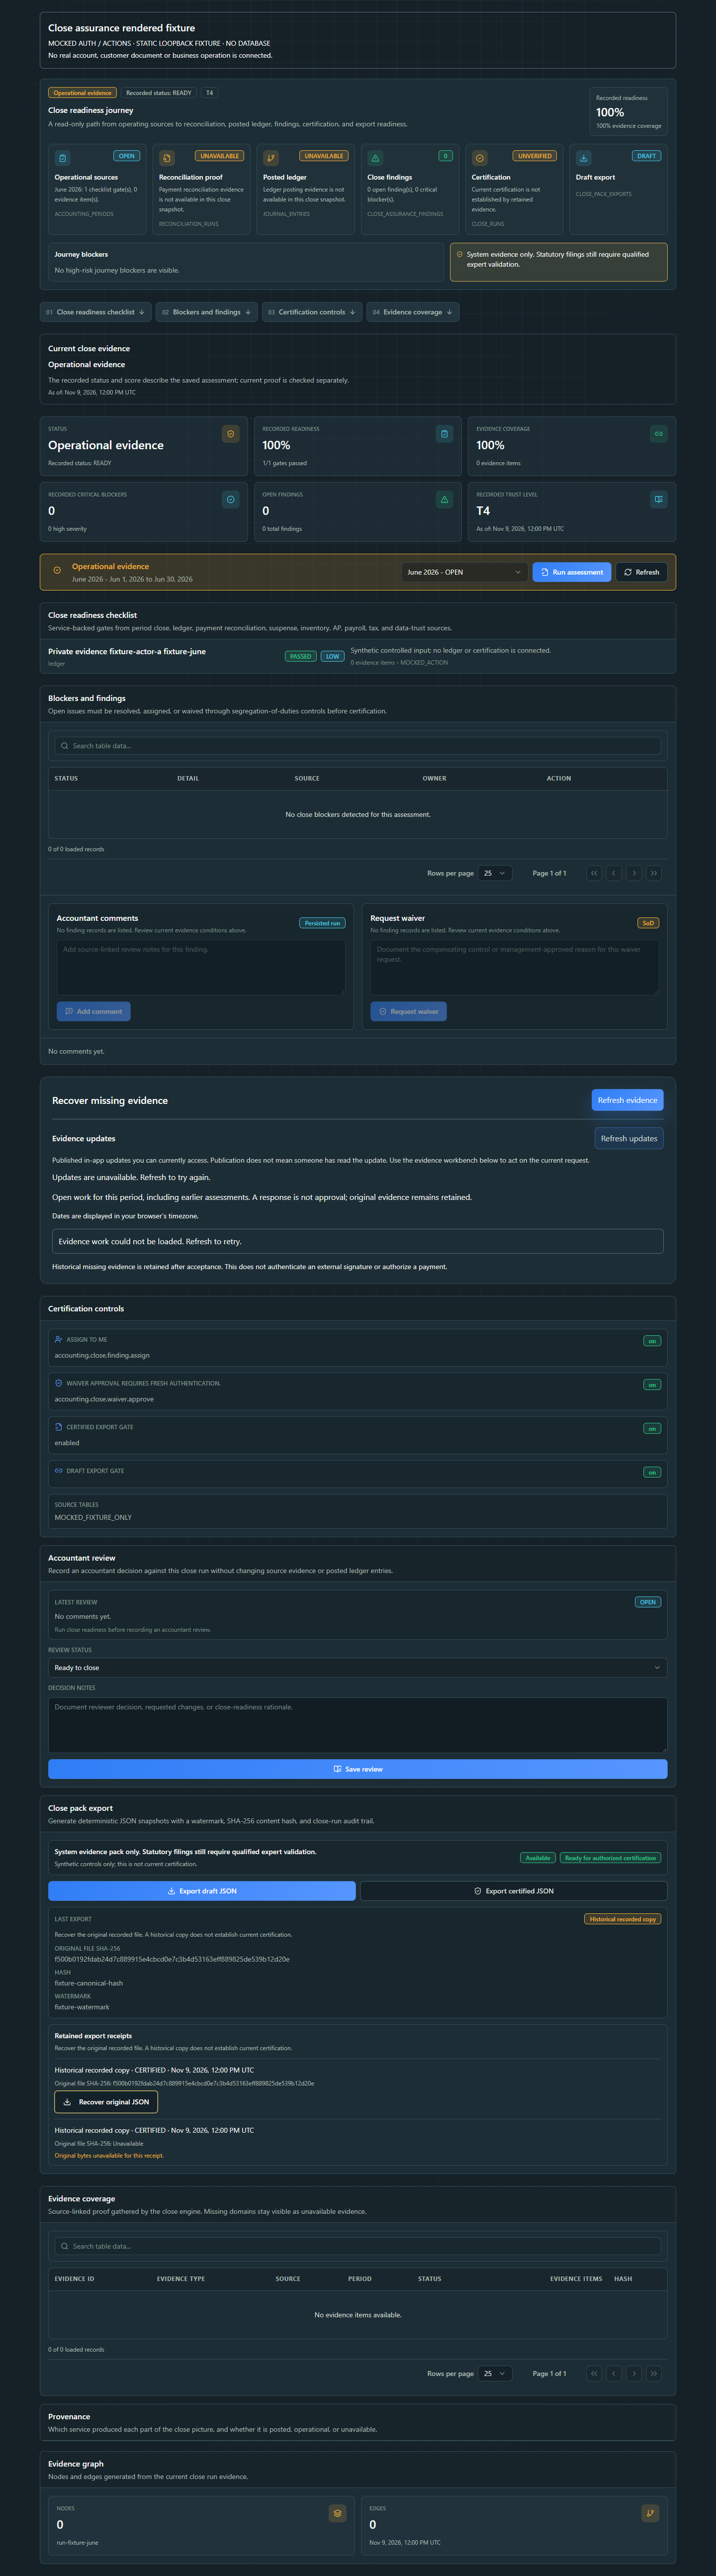 Close assurance rendered fixture
MOCKED AUTH / ACTIONS · STATIC LOOPBACK FIXTURE · NO DATABASE
No real account, customer document or business operation is connected.
Operational evidence
Recorded status: READY
T4
Close readiness journey
A read-only path from operating sources to reconciliation, posted ledger, findings, certification, and export readiness.
Recorded readiness
100%
100% evidence coverage
OPEN
Operational sources
June 2026: 1 checklist gate(s), 0
evidence item(s).
ACCOUNTING_PERIODS
UNAVAILABLE
Reconciliation proof
Payment reconciliation evidence
is not available in this close
snapshot.
RECONCILIATION_RUNS
UNAVAILABLE
Posted ledger
Ledger posting evidence is not
available in this close snapshot.
JOURNAL_ENTRIES
0
Close findings
0 open finding(s), 0 critical
blocker(s).
CLOSE_ASSURANCE_FINDINGS
UNVERIFIED
Certification
Current certification is not
established by retained
evidence.
CLOSE_RUNS
DRAFT
Draft export
CLOSE_PACK_EXPORTS
Journey blockers
No high-risk journey blockers are visible.
System evidence only. Statutory filings still require qualified
expert validation.
01 Close readiness checklist
02 Blockers and findings
03 Certification controls
04 Evidence coverage
Current close evidence
Operational evidence
The recorded status and score describe the saved assessment; current proof is checked separately.
As of: Nov 9, 2026, 12:00 PM UTC
STATUS
Operational evidence
Recorded status: READY
RECORDED READINESS
100%
1/1 gates passed
EVIDENCE COVERAGE
100%
0 evidence items
RECORDED CRITICAL BLOCKERS
0
0 high severity
OPEN FINDINGS
0
0 total findings
RECORDED TRUST LEVEL
T4
As of: Nov 9, 2026, 12:00 PM UTC
Operational evidence
June 2026 - Jun 1, 2026 to Jun 30, 2026
June 2026 - OPEN
Run assessment
Refresh
Close readiness checklist
Service-backed gates from period close, ledger, payment reconciliation, suspense, inventory, AP, payroll, tax, and data-trust sources.
Private evidence fixture-actor-a fixture-june
ledger
PASSED
LOW
Synthetic controlled input; no ledger or certification is connected.
0 evidence items - MOCKED_ACTION
Blockers and findings
Open issues must be resolved, assigned, or waived through segregation-of-duties controls before certification.
Search table data...
STATUS DETAIL SOURCE OWNER ACTION
No close blockers detected for this assessment.
0 of 0 loaded records
Rows per page 25 Page 1 of 1
Accountant comments
No finding records are listed. Review current evidence conditions above.
Persisted run
Add source-linked review notes for this finding.
Add comment
Request waiver
No finding records are listed. Review current evidence conditions above.
SoD
Document the compensating control or management-approved reason for this waiver
request.
Request waiver
No comments yet.
Recover missing evidence
Refresh evidence
Evidence updates
Refresh updates
Published in-app updates you can currently access. Publication does not mean someone has read the update. Use the evidence workbench below to act on the current request.
Updates are unavailable. Refresh to try again.
Open work for this period, including earlier assessments. A response is not approval; original evidence remains retained.
Dates are displayed in your browser's timezone.
Evidence work could not be loaded. Refresh to retry.
Historical missing evidence is retained after acceptance. This does not authenticate an external signature or authorize a payment.
Certification controls
ASSIGN TO ME
accounting.close.finding.assign
on
WAIVER APPROVAL REQUIRES FRESH AUTHENTICATION.
accounting.close.waiver.approve
on
CERTIFIED EXPORT GATE
enabled
on
DRAFT EXPORT GATE
on
SOURCE TABLES
MOCKED_FIXTURE_ONLY
Accountant review
Record an accountant decision against this close run without changing source evidence or posted ledger entries.
LATEST REVIEW
OPEN
No comments yet.
Run close readiness before recording an accountant review.
REVIEW STATUS
Ready to close
DECISION NOTES
Document reviewer decision, requested changes, or close-readiness rationale.
Save review
Close pack export
Generate deterministic JSON snapshots with a watermark, SHA-256 content hash, and close-run audit trail.
System evidence pack only. Statutory filings still require qualified expert validation.
Synthetic controls only; this is not current certification.
Available
Ready for authorized certification
Export draft JSON
Export certified JSON
LAST EXPORT
Historical recorded copy
Recover the original recorded file. A historical copy does not establish current certification.
ORIGINAL FILE SHA-256
f500b0192fdab24d7c889915e4cbcd0e7c3b4d53163eff889825de539b12d20e
HASH
fixture-canonical-hash
WATERMARK
fixture-watermark
Retained export receipts
Recover the original recorded file. A historical copy does not establish current certification.
Historical recorded copy · CERTIFIED · Nov 9, 2026, 12:00 PM UTC
Original file SHA-256: f500b0192fdab24d7c889915e4cbcd0e7c3b4d53163eff889825de539b12d20e
Recover original JSON
Historical recorded copy · CERTIFIED · Nov 9, 2026, 12:00 PM UTC
Original file SHA-256: Unavailable
Original bytes unavailable for this receipt.
Evidence coverage
Source-linked proof gathered by the close engine. Missing domains stay visible as unavailable evidence.
Search table data...
EVIDENCE ID EVIDENCE TYPE SOURCE PERIOD STATUS EVIDENCE ITEMS HASH
No evidence items available.
0 of 0 loaded records
Rows per page 25 Page 1 of 1
Provenance
Which service produced each part of the close picture, and whether it is posted, operational, or unavailable.
Evidence graph
Nodes and edges generated from the current close run evidence.
NODES
0
run-fixture-june
EDGES
0
Nov 9, 2026, 12:00 PM UTC